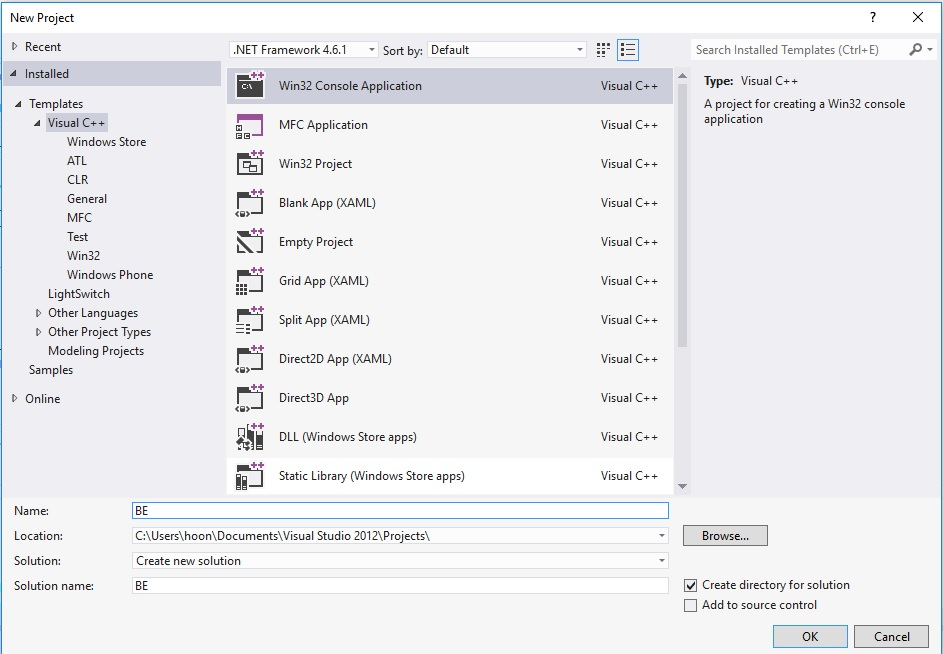 New Project
? ×
Recent
.NET Framework 4.6.1 Sort by: Default
Search Installed Templates (Ctrl+E)
Installed
Templates
Visual C++
Windows Store
ATL
CLR
General
MFC
Test
Win32
Windows Phone
LightSwitch
Other Languages
Other Project Types
Modeling Projects
Samples
Online
Win32 Console Application Visual C++
MFC Application Visual C++
Win32 Project Visual C++
Blank App (XAML) Visual C++
Empty Project Visual C++
Grid App (XAML) Visual C++
Split App (XAML) Visual C++
Direct2D App (XAML) Visual C++
Direct3D App Visual C++
DLL (Windows Store apps) Visual C++
Static Library (Windows Store apps) Visual C++
Type: Visual C++
A project for creating a Win32 console
application
Name: BE
Location: C:\Users\hoon\Documents\Visual Studio 2012\Projects\
Browse...
Solution: Create new solution
Solution name: BE
Create directory for solution
Add to source control
OK Cancel